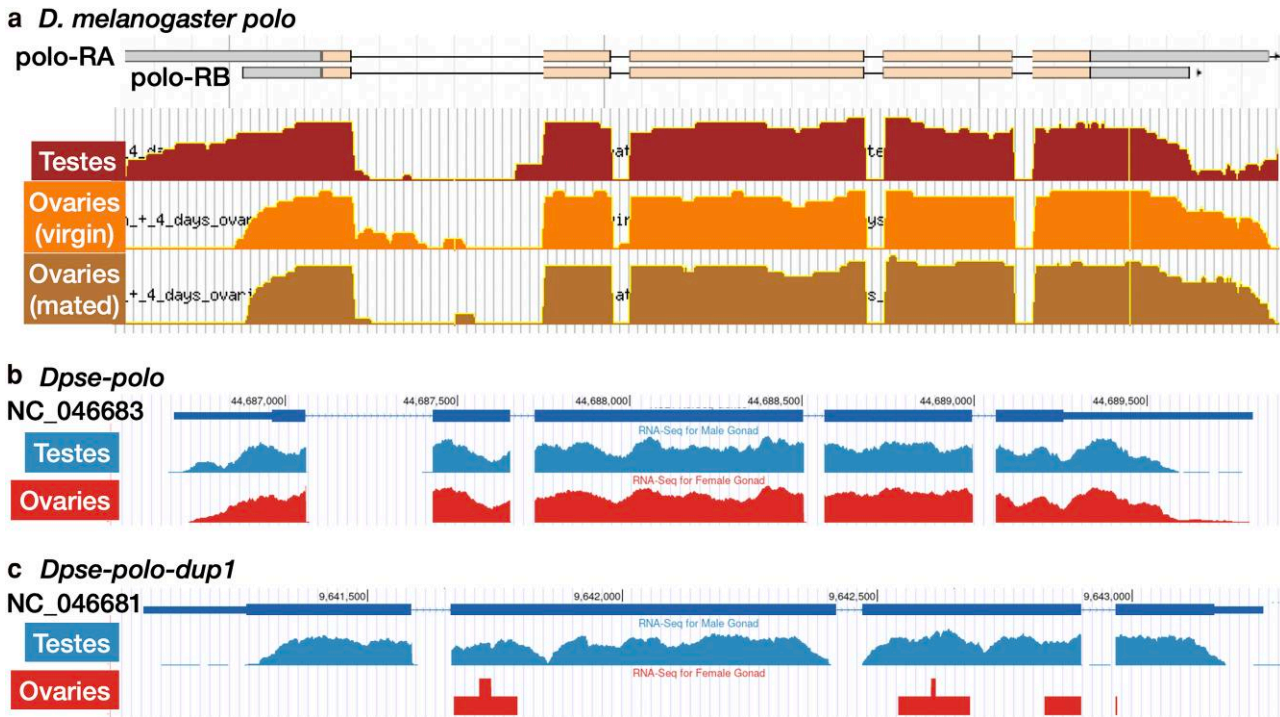 a D. melanogaster polo
polo-RA
polo-RB
Testes
Ovaries
(virgin)
_+_4_days_ovar
Ovaries
(mated)
_+_4_days_ovari
b Dpse-polo
NC_046683
44,687,000 44,687,500 44,688,000 44,688,500 44,689,000 44,689,500
RNA-Seq for Male Gonad
Testes
RNA-Seq for Female Gonad
Ovaries
c Dpse-polo-dup1
NC_046681
9,641,500 9,642,000 9,642,500 9,643,000
RNA-Seq for Male Gonad
Testes
RNA-Seq for Female Gonad
Ovaries